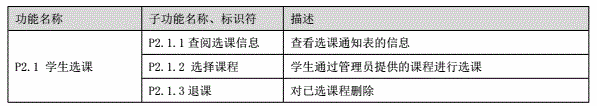 功能名称 子功能名称、标识符 描述
P2.1.1 查阅选课信息 查看选课通知表的信息
P2.1 学生选课 P2.1.2 选择课程 学生通过管理员提供的课程进行选课
P2.1.3 退课 对已选课程删除